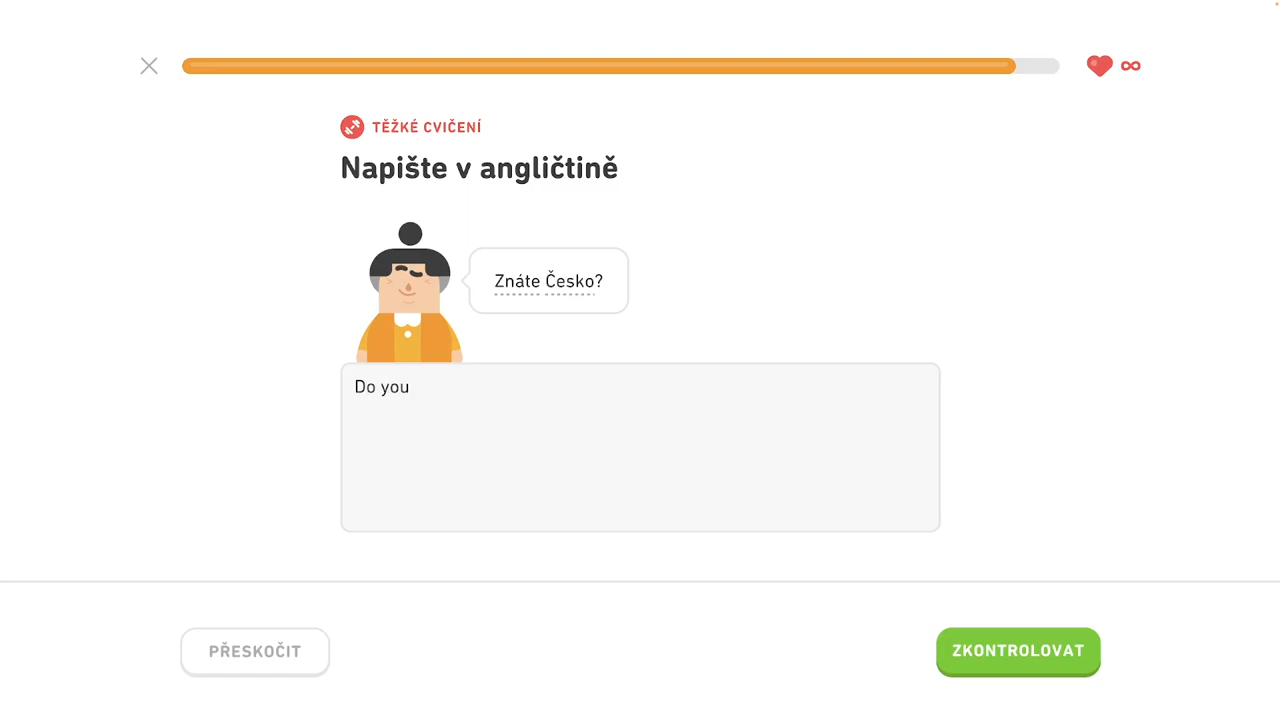 TĚŽKÉ CVIČENÍ
Napište v angličtině
Znáte Česko?
Do you
PŘESKOČIT
ZKONTROLOVAT